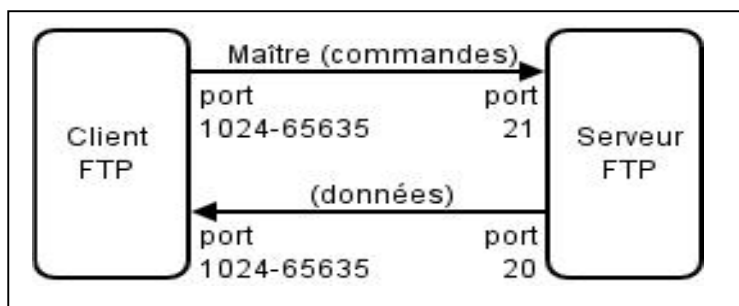 Maître (commandes)
port port
1024-65635 21
Client
FTP
Serveur
FTP
(données)
port port
1024-65635 20